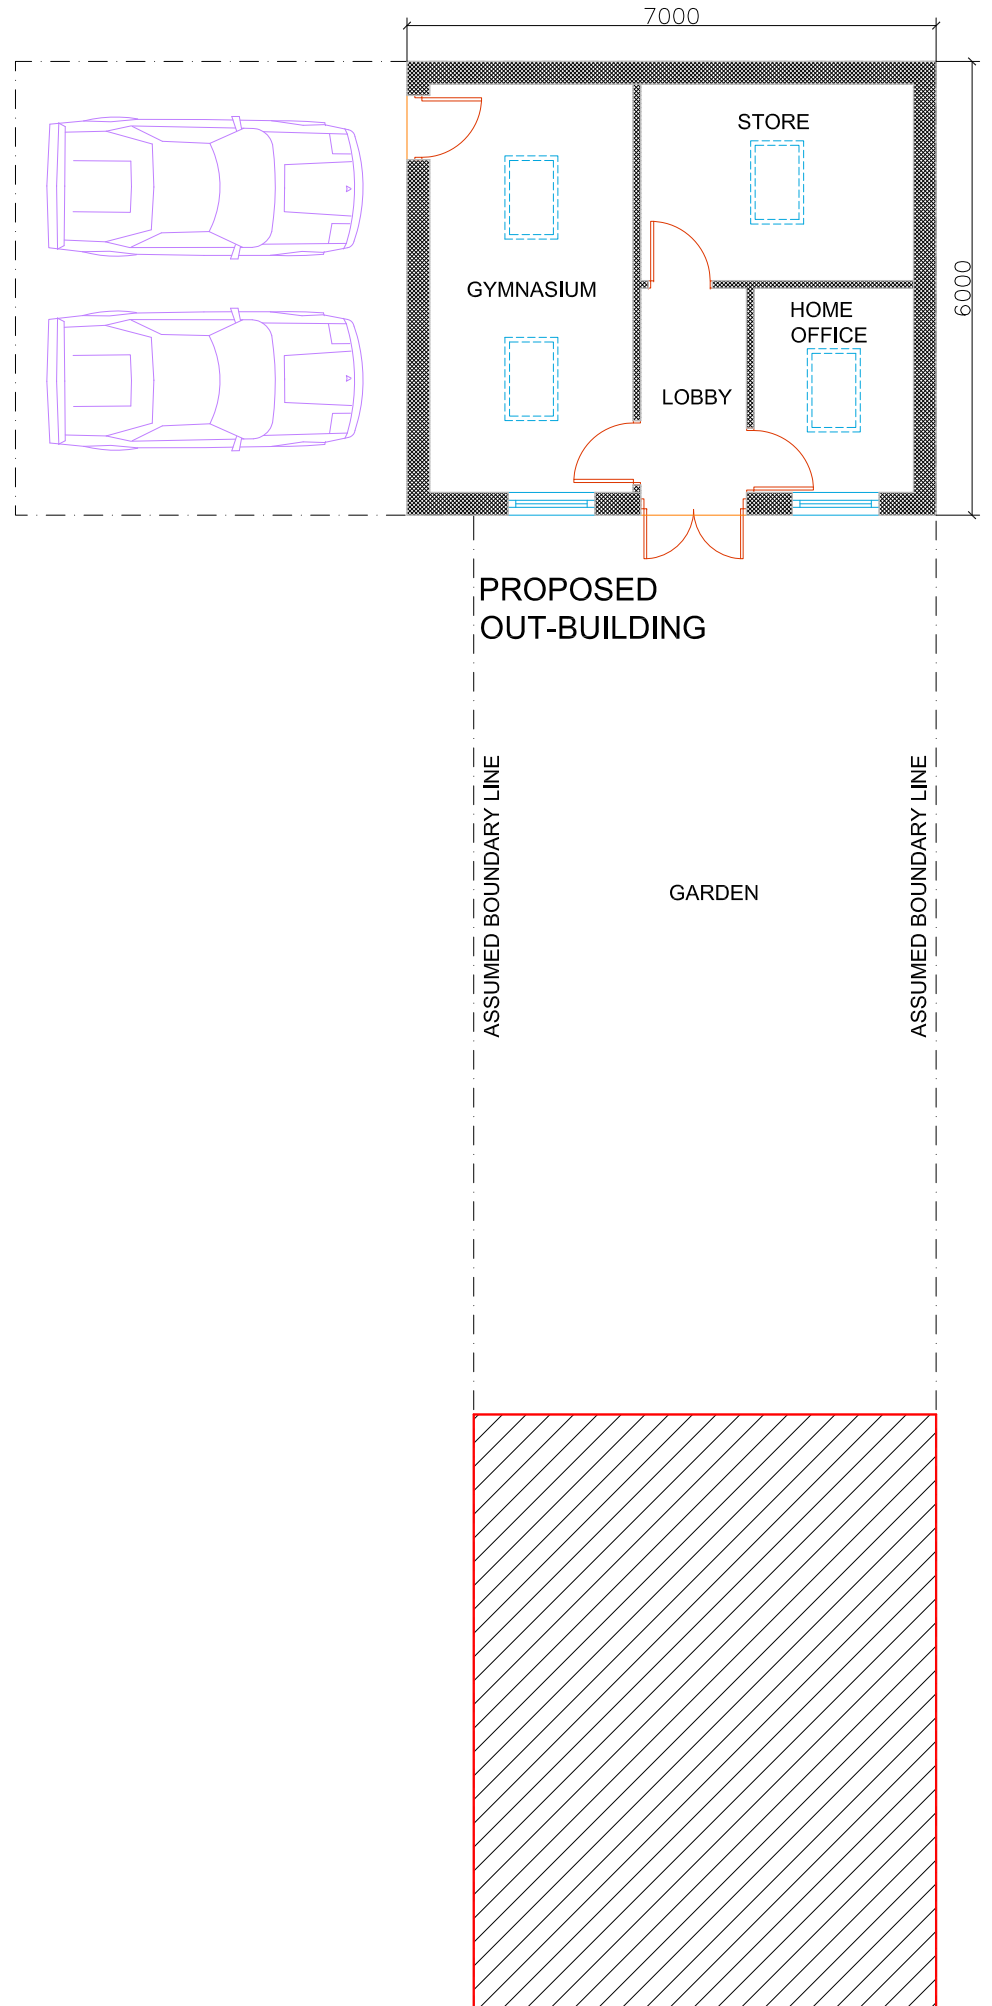 7000
STORE
6000
GYMNASIUM
HOME
OFFICE
LOBBY
PROPOSED
OUT-BUILDING
ASSUMED BOUNDARY LINE
ASSUMED BOUNDARY LINE
GARDEN